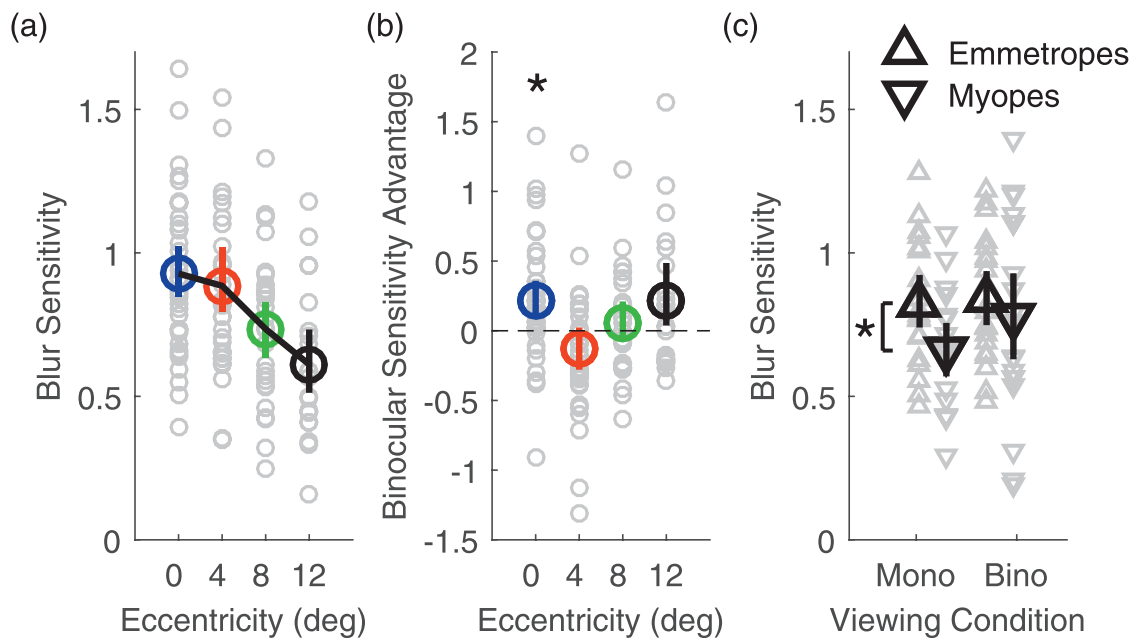 (a)
Blur Sensitivity
1.5
1
0.5
0
0 4 8 12
Eccentricity (deg)
(b)
Binocular Sensitivity Advantage
2
1.5
1
0.5
0
-0.5
-1
-1.5
*
0 4 8 12
Eccentricity (deg)
(c)
Emmetropes
Myopes
Blur Sensitivity
1.5
1
0.5
0
*
Mono Bino
Viewing Condition